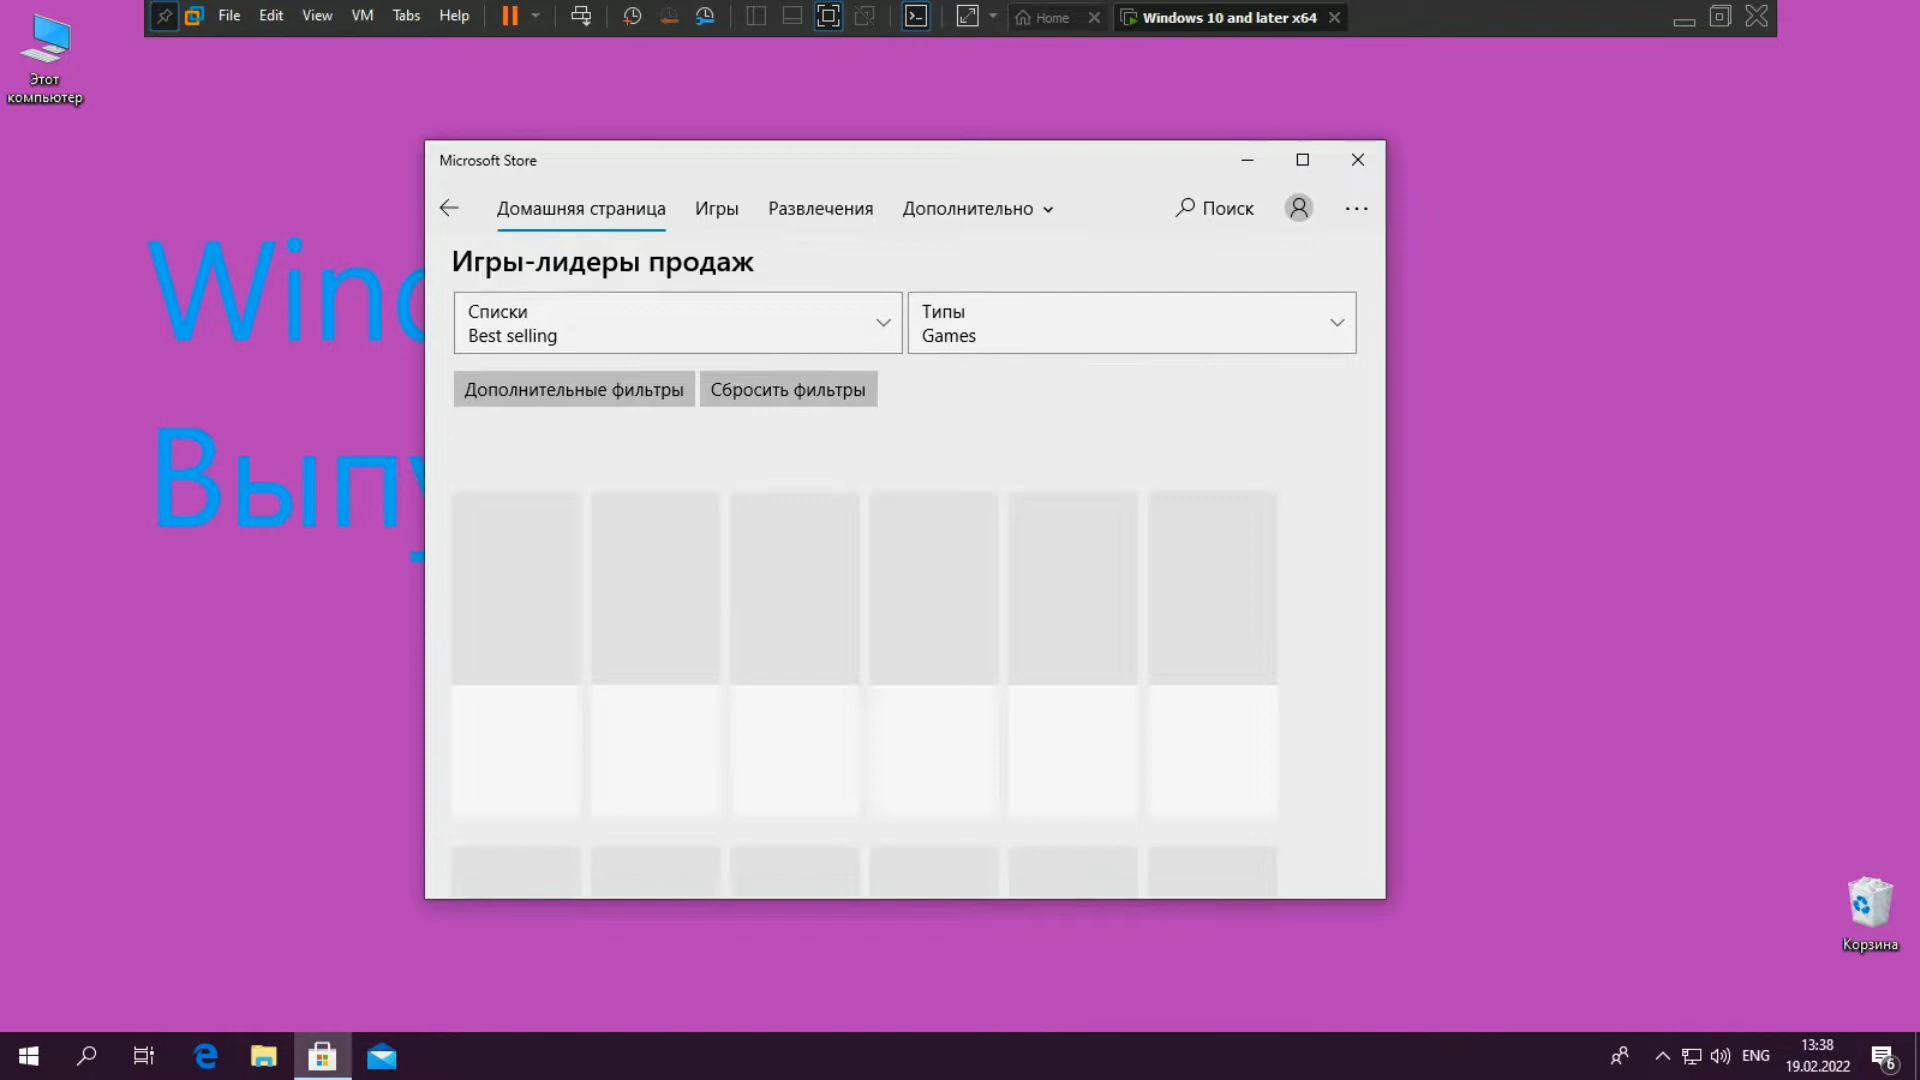 File Edit View VM Tabs Help Home Windows 10 and later x64
Этот
компьютер
Microsoft Store
Домашняя страница Игры Развлечения Дополнительно Поиск
Игры-лидеры продаж
Списки
Best selling
Типы
Games
Дополнительные фильтры Сбросить фильтры
Корзина
ENG
13:38
19.02.2022
6